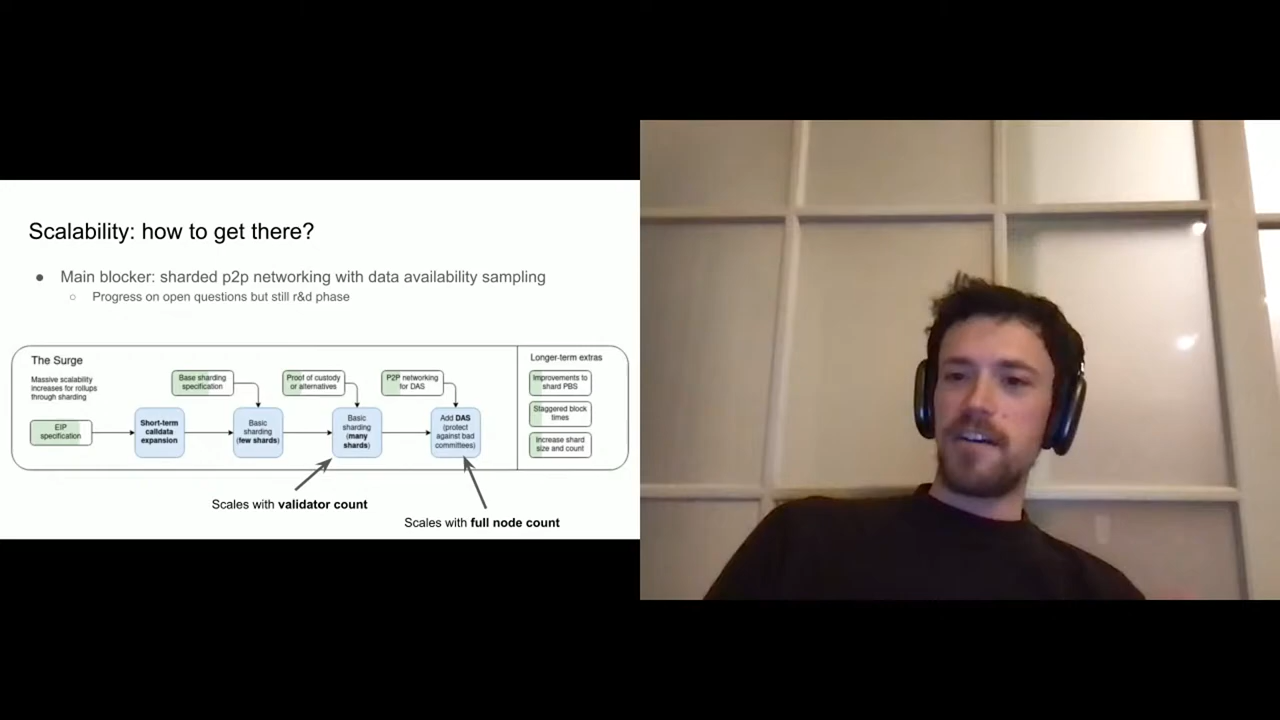 Scalability: how to get there?
● Main blocker: sharded p2p networking with data availability sampling
○ Progress on open questions but still r&d phase
The Surge
Massive scalability
increases for rollups
through sharding
EIP
specification
Short-term
calldata
expansion
Base sharding
specification
Basic
sharding
(few shards)
Proof of custody
or alternatives
Basic
sharding
(many
shards)
P2P networking
for DAS
Add DAS
(protect
against bad
committees)
Longer-term extras
Improvements to
shard PBS
Staggered block
times
Increase shard
size and count
Scales with validator count
Scales with full node count